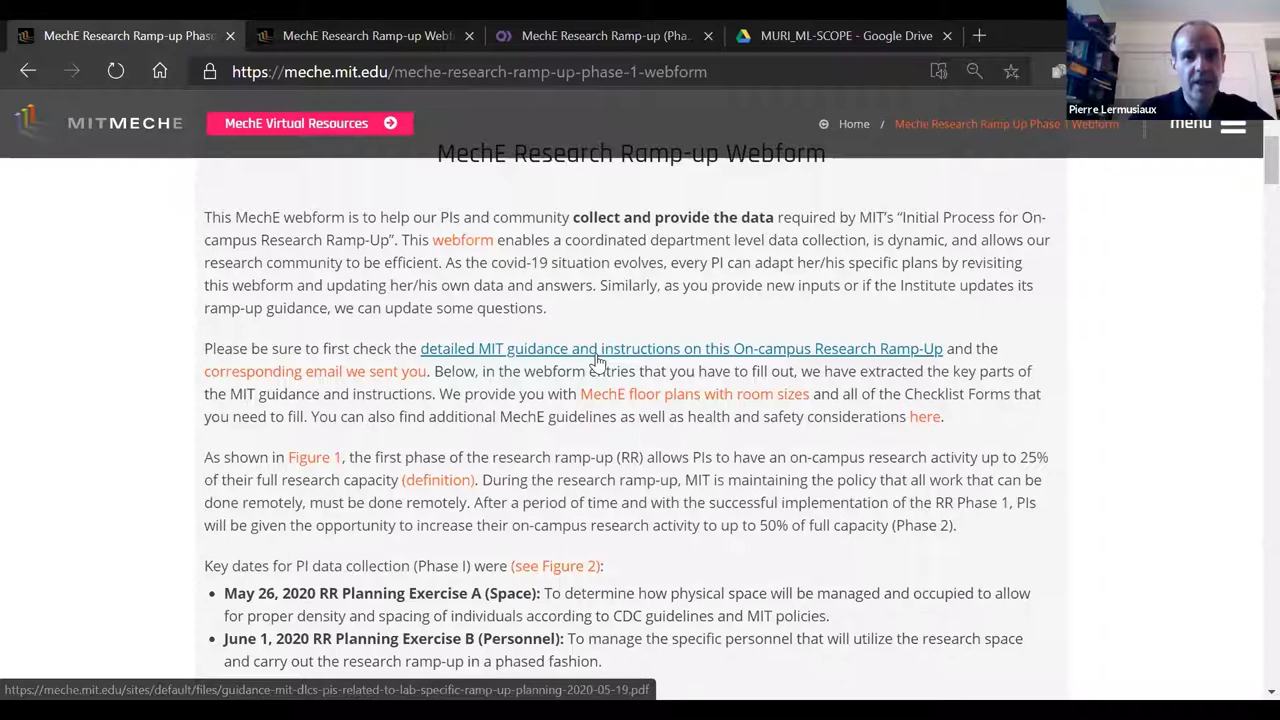 MechE Research Ramp-up Phase
MechE Research Ramp-up Webf
MechE Research Ramp-up (Pha
MURI_ML-SCOPE - Google Drive
https://meche.mit.edu/meche-research-ramp-up-phase-1-webform
Pierre Lermusiaux
MITMECHE
MechE Virtual Resources
Home / Meche Research Ramp Up Phase 1 Webform
menu
MechE Research Ramp-up Webform
This MechE webform is to help our PIs and community collect and provide the data required by MIT's “Initial Process for On-
campus Research Ramp-Up”. This webform enables a coordinated department level data collection, is dynamic, and allows our
research community to be efficient. As the covid-19 situation evolves, every PI can adapt her/his specific plans by revisiting
this webform and updating her/his own data and answers. Similarly, as you provide new inputs or if the Institute updates its
ramp-up guidance, we can update some questions.
Please be sure to first check the detailed MIT guidance and instructions on this On-campus Research Ramp-Up and the
corresponding email we sent you. Below, in the webform entries that you have to fill out, we have extracted the key parts of
the MIT guidance and instructions. We provide you with MechE floor plans with room sizes and all of the Checklist Forms that
you need to fill. You can also find additional MechE guidelines as well as health and safety considerations here.
As shown in Figure 1, the first phase of the research ramp-up (RR) allows PIs to have an on-campus research activity up to 25%
of their full research capacity (definition). During the research ramp-up, MIT is maintaining the policy that all work that can be
done remotely, must be done remotely. After a period of time and with the successful implementation of the RR Phase 1, PIs
will be given the opportunity to increase their on-campus research activity to up to 50% of full capacity (Phase 2).
Key dates for PI data collection (Phase I) were (see Figure 2):
• May 26, 2020 RR Planning Exercise A (Space): To determine how physical space will be managed and occupied to allow
for proper density and spacing of individuals according to CDC guidelines and MIT policies.
• June 1, 2020 RR Planning Exercise B (Personnel): To manage the specific personnel that will utilize the research space
and carry out the research ramp-up in a phased fashion.
https://meche.mit.edu/sites/default/files/guidance-mit-dlcs-pis-related-to-lab-specific-ramp-up-planning-2020-05-19.pdf